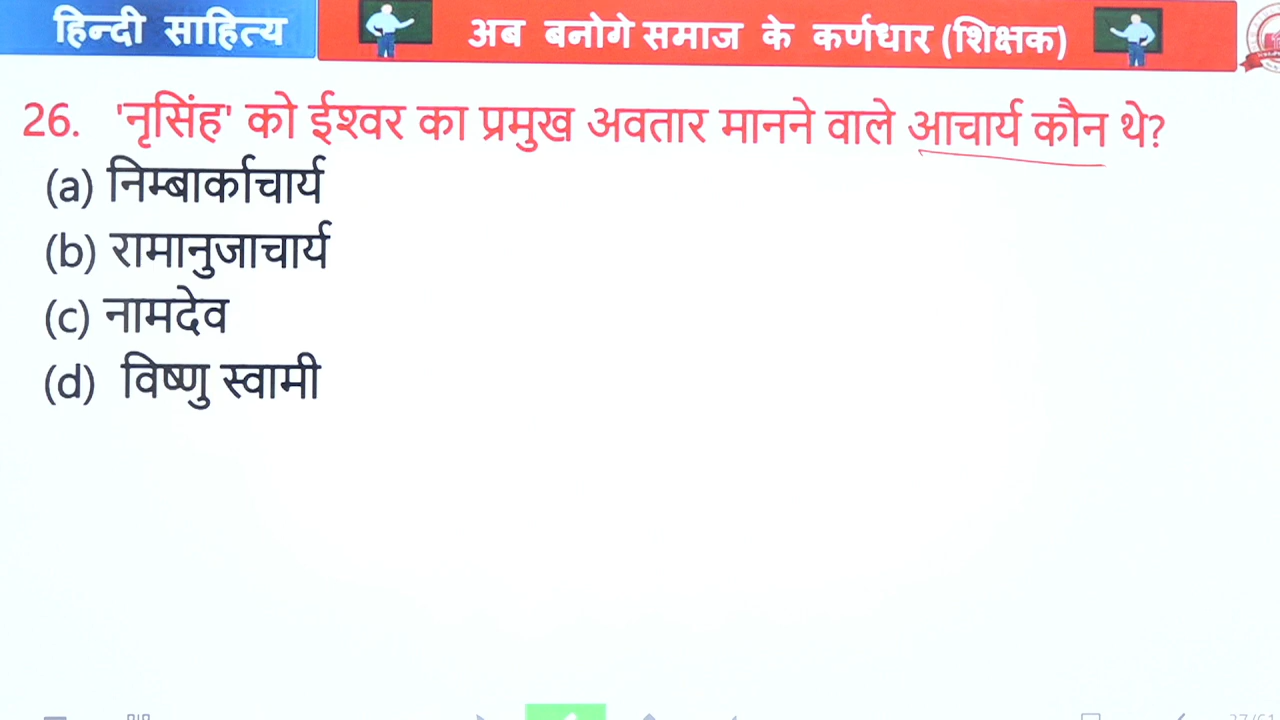 हिन्दी साहित्य
अब बनोगे समाज के कर्णधार (शिक्षक)
26. 'नृसिंह' को ईश्वर का प्रमुख अवतार मानने वाले आचार्य कौन थे?
(a) निम्बार्काचार्य
(b) रामानुजाचार्य
(c) नामदेव
(d) विष्णु स्वामी